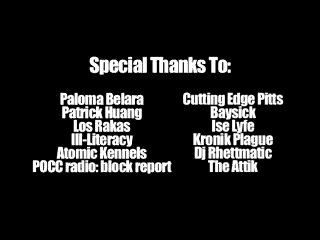 Special Thanks To:
Paloma Belara
Patrick Huang
Los Rakas
Ill-Literacy
Atomic Kennels
POCC radio: block report
Cutting Edge Pitts
Baysick
Ise Lyfe
Kronik Plague
Dj Rhettmatic
The Attik